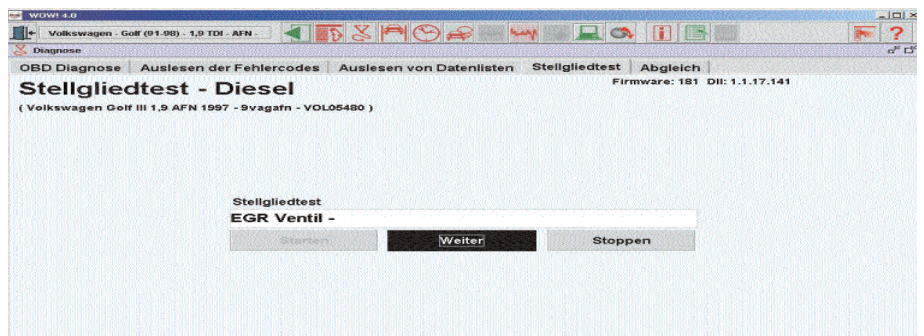 WOW! 4.0
Volkswagen - Golf (91-98) - 1,9 TDI - AFN -
Diagnose
OBD Diagnose Auslesen der Fehlercodes Auslesen von Datenlisten Stellgliedtest Abgleich
Stellgliedtest - Diesel
Firmware: 181 Dll: 1.1.17.141
( Volkswagen Golf III 1,9 AFN 1997 - 9vagafn - VOL05480 )
Stellgliedtest
EGR Ventil -
Starten Weiter Stoppen